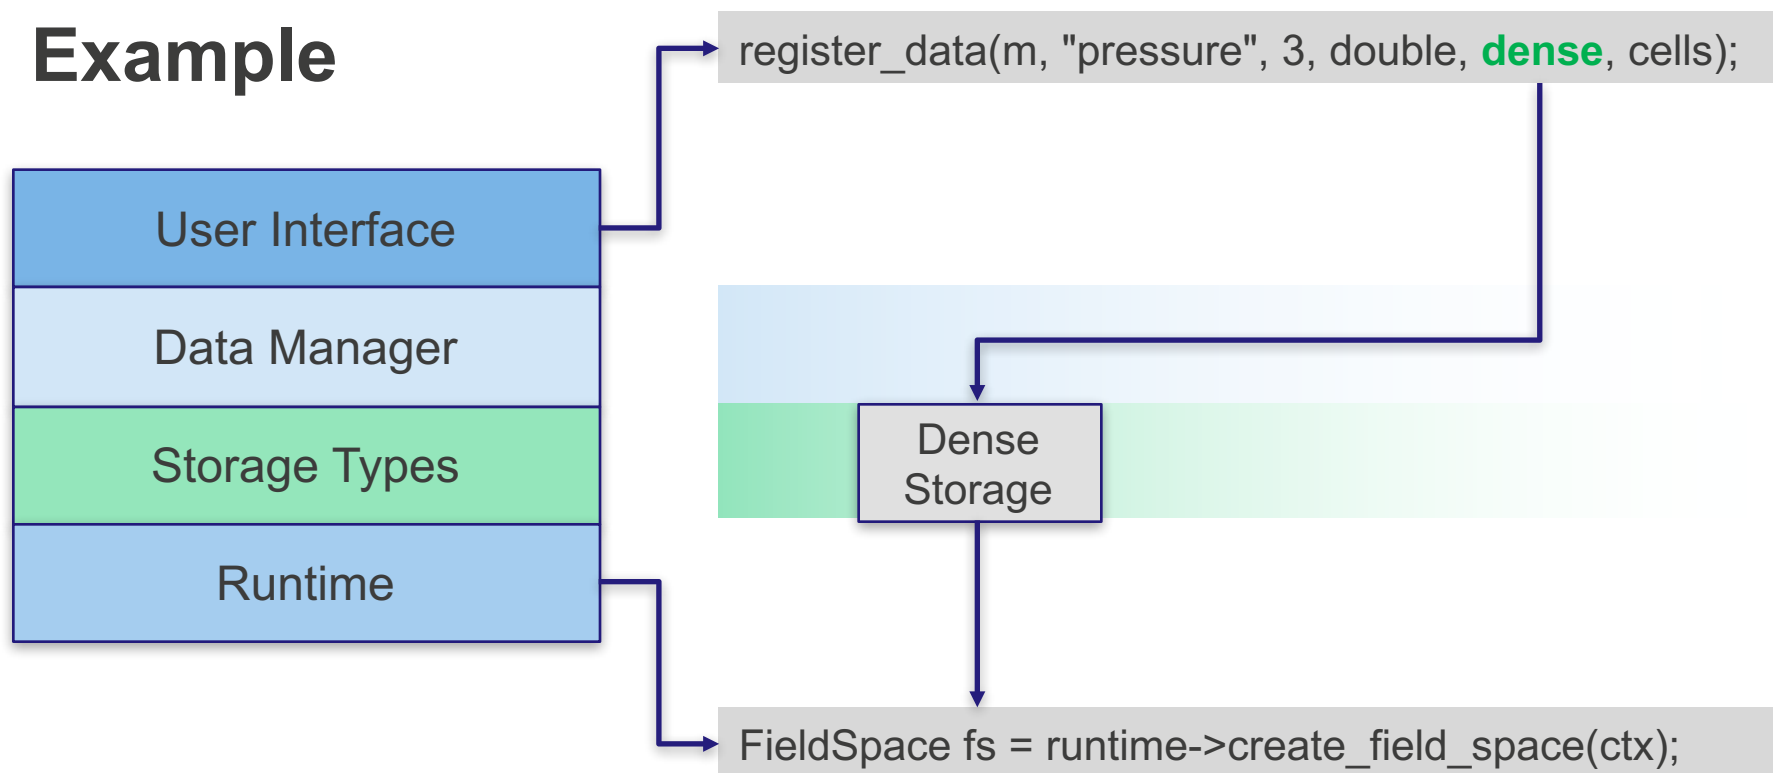 Example
register_data(m, "pressure", 3, double, dense, cells);
User Interface
Data Manager
Storage Types
Runtime
Dense
Storage
FieldSpace fs = runtime->create_field_space(ctx);